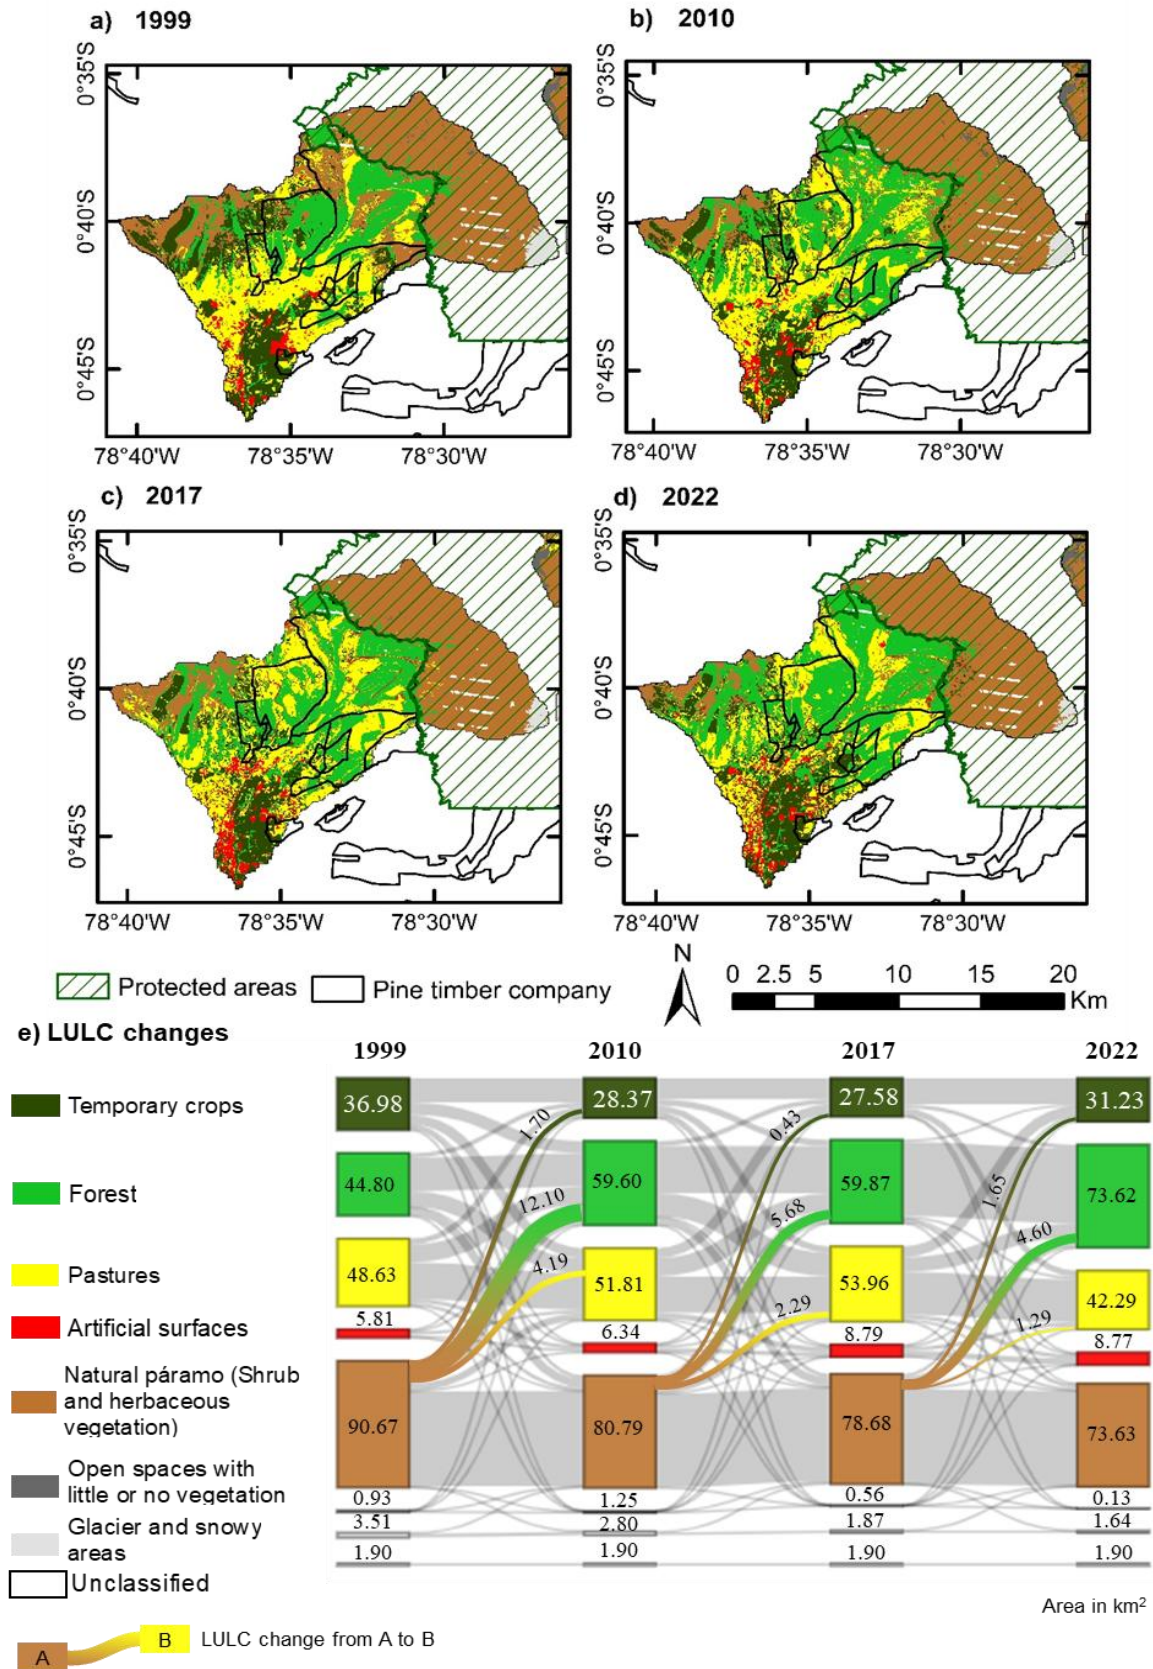 a) 1999
b) 2010
0°35'S
0°40'S
0°45'S
78°40'W 78°35'W 78°30'W
0°35'S
0°40'S
0°45'S
78°40'W 78°35'W 78°30'W
c) 2017
d) 2022
0°35'S
0°40'S
0°45'S
78°40'W 78°35'W 78°30'W
0°35'S
0°40'S
0°45'S
78°40'W 78°35'W 78°30'W
Protected areas
Pine timber company
N
0 2.5 5 10 15 20
Km
e) LULC changes
1999 2010 2017 2022
Temporary crops
36.98 1.70 28.37 0.43 27.58 1.65 31.23
Forest
44.80 12.10 59.60 5.68 59.87 4.60 73.62
Pastures
48.63 4.19 51.81 2.29 53.96 1.29 42.29
Artificial surfaces
5.81 6.34 8.79 8.77
Natural páramo (Shrub
and herbaceous
vegetation)
90.67 80.79 78.68 73.63
Open spaces with
little or no vegetation
0.93 1.25 0.56 0.13
Glacier and snowy
areas
3.51 2.80 1.87 1.64
Unclassified
1.90 1.90 1.90 1.90
Area in km²
A B LULC change from A to B